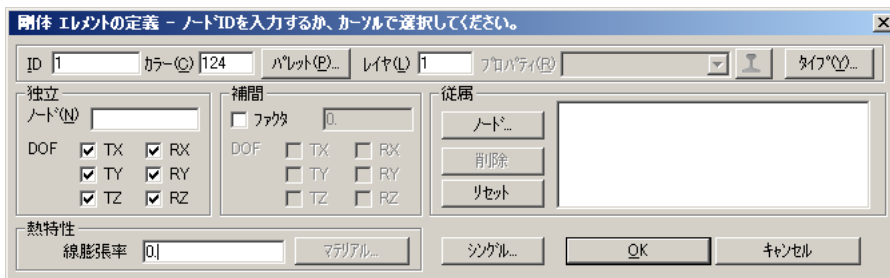 剛体 ｴﾚﾒﾝﾄの定義 - ﾉｰﾄﾞIDを入力するか、ｶｰｿﾙで選択してください。
ID 1 ｶﾗｰ(C) 124 ﾊﾟﾚｯﾄ(P)... ﾚｲﾔ(L) 1 ﾌﾟﾛﾊﾟﾃｨ(R) ﾀｲﾌﾟ(Y)...
独立 補間 従属
ﾉｰﾄﾞ(N) ﾌｧｸﾀ 0. ﾉｰﾄﾞ...
DOF TX RX DOF TX RX
TY RY TY RY 削除
TZ RZ TZ RZ ﾘｾｯﾄ
熱特性
線膨張率 0. ﾏﾃﾘｱﾙ... ｼﾝｸﾞﾙ... OK ｷｬﾝｾﾙ